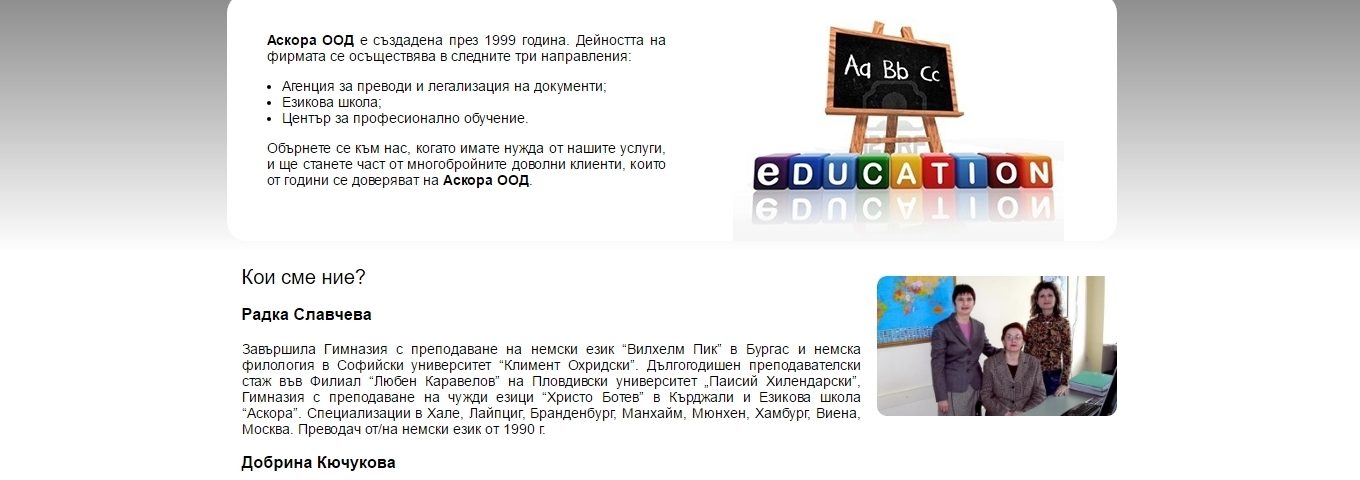 Аскора ООД е създадена през 1999 година. Дейността на
фирмата се осъществява в следните три направления:
Агенция за преводи и легализация на документи;
Езикова школа;
Център за професионално обучение.
Обърнете се към нас, когато имате нужда от нашите услуги,
и ще станете част от многобройните доволни клиенти, които
от години се доверяват на Аскора ООД.
Aa Bb Cc
eDUCATION
Кои сме ние?
Радка Славчева
Завършила Гимназия с преподаване на немски език “Вилхелм Пик” в Бургас и немска
филология в Софийски университет “Климент Охридски”. Дългогодишен преподавателски
стаж във Филиал “Любен Каравелов” на Пловдивски университет „Паисий Хилендарски”,
Гимназия с преподаване на чужди езици “Христо Ботев” в Кърджали и Езикова школа
“Аскора”. Специализации в Хале, Лайпциг, Бранденбург, Манхайм, Мюнхен, Хамбург, Виена,
Москва. Преводач от/на немски език от 1990 г.
Добрина Кючукова